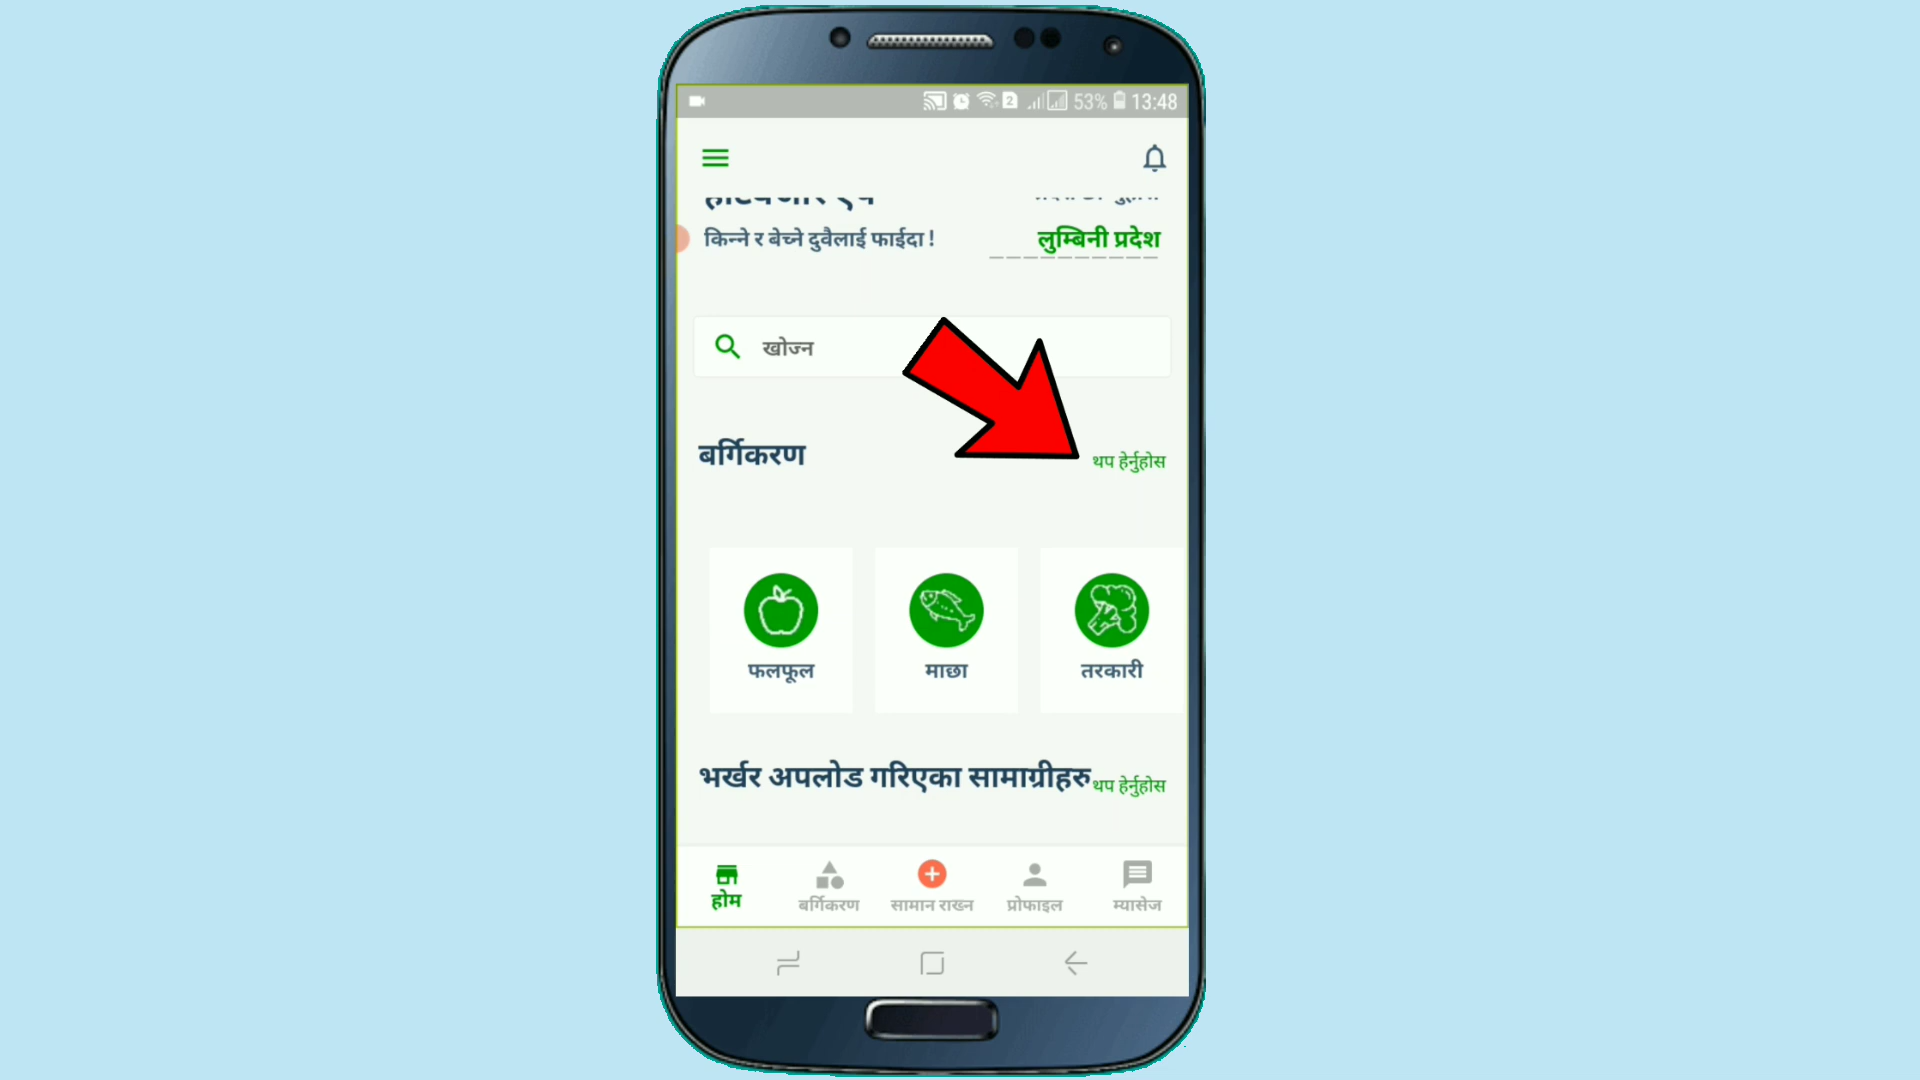 53% 13:48
किन्ने र बेच्ने दुवैलाई फाईदा !
लुम्बिनी प्रदेश
खोज्न
बर्गिकरण
थप हेर्नुहोस
फलफूल
माछा
तरकारी
भर्खर अपलोड गरिएका सामाग्रीहरु
थप हेर्नुहोस
होम
बर्गिकरण
सामान राख्न
प्रोफाइल
म्यासेज